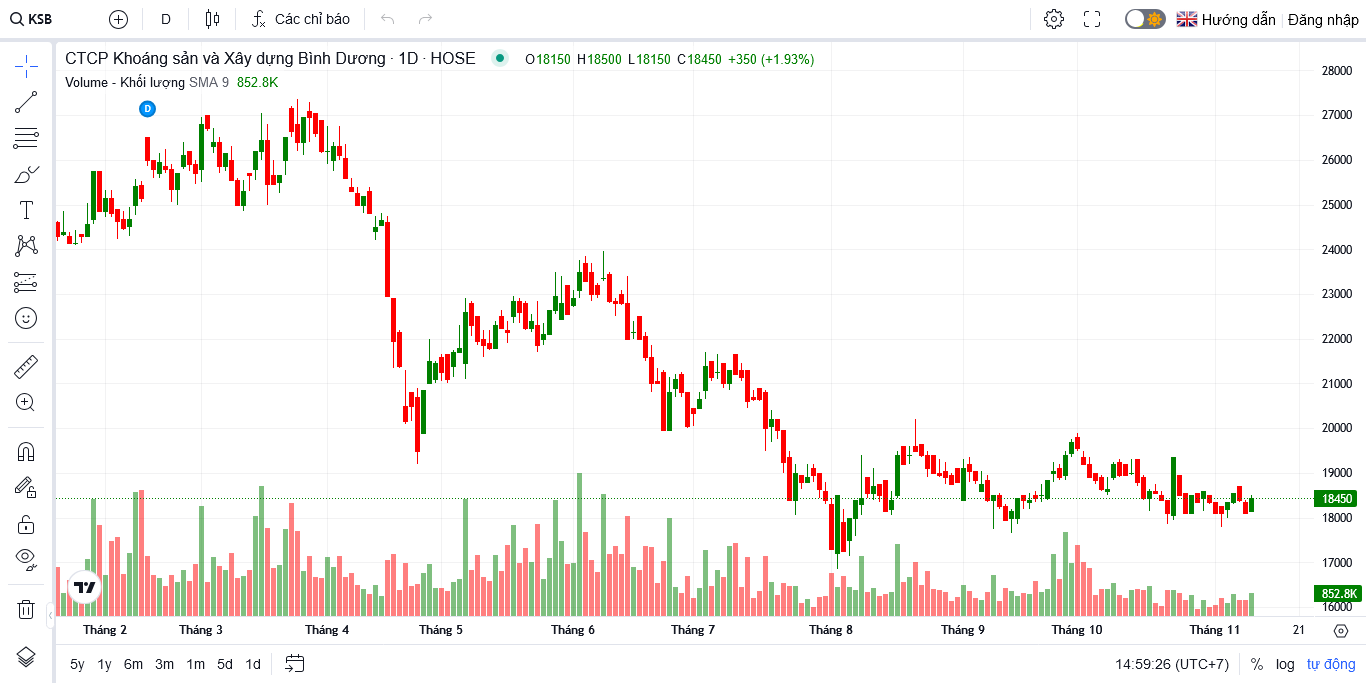 KSB D Các chỉ báo Hướng dẫn Đăng nhập
CTCP Khoáng sản và Xây dựng Bình Dương · 1D · HOSE O18150 H18500 L18150 C18450 +350 (+1.93%)
Volume - Khối lượng SMA 9 852.8K
D
28000
27000
26000
25000
24000
23000
22000
21000
20000
19000
18450
18000
17000
852.8K
16000
Tháng 2 Tháng 3 Tháng 4 Tháng 5 Tháng 6 Tháng 7 Tháng 8 Tháng 9 Tháng 10 Tháng 11 21
5y 1y 6m 3m 1m 5d 1d 14:59:26 (UTC+7) % log tự động